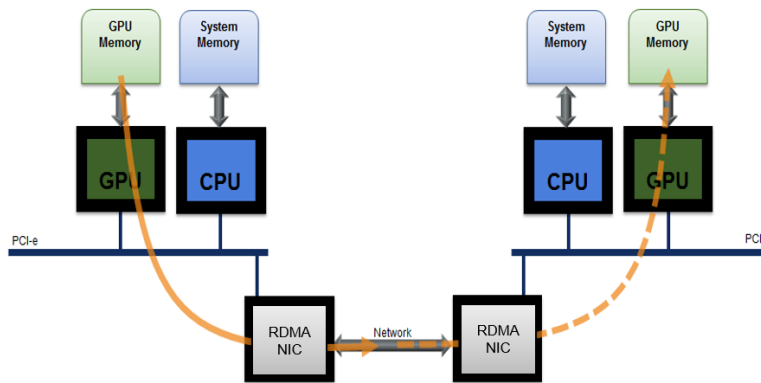 GPU
Memory
System
Memory
System
Memory
GPU
Memory
GPU
CPU
CPU
GPU
PCI-e
PCI
RDMA
NIC
Network
RDMA
NIC